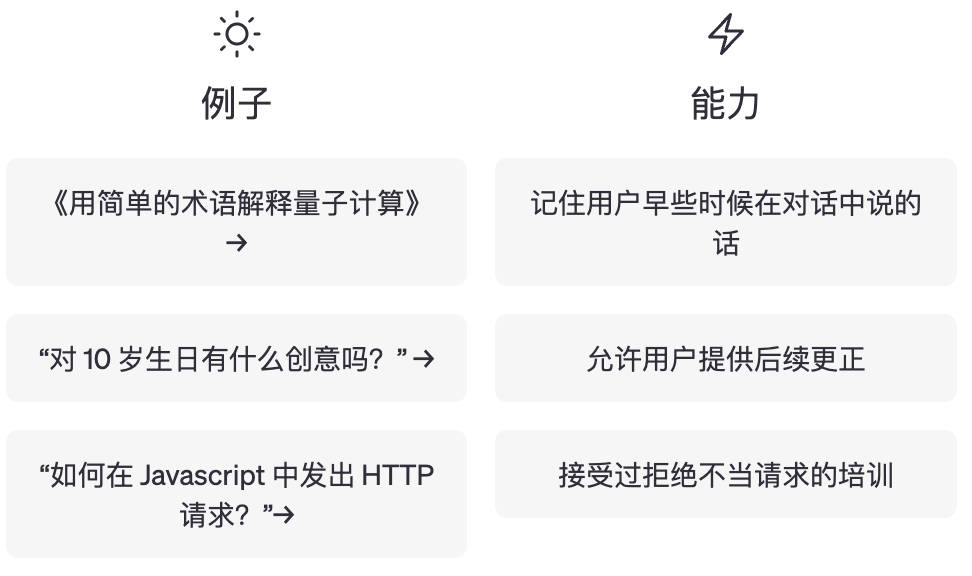 例子
《用简单的术语解释量子计算》
→
“对 10 岁生日有什么创意吗？” →
“如何在 Javascript 中发出 HTTP
请求？”→
能力
记住用户早些时候在对话中说的
话
允许用户提供后续更正
接受过拒绝不当请求的培训